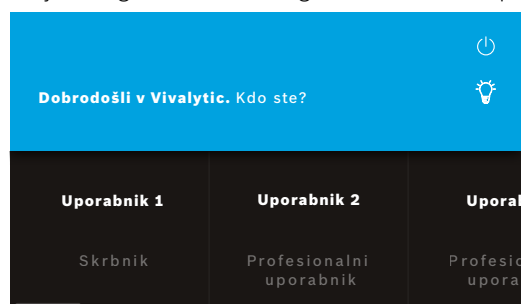 Dobrodošli v Vivalytic. Kdo ste?
Uporabnik 1
Uporabnik 2
Skrbnik
Profesionalni
uporabnik